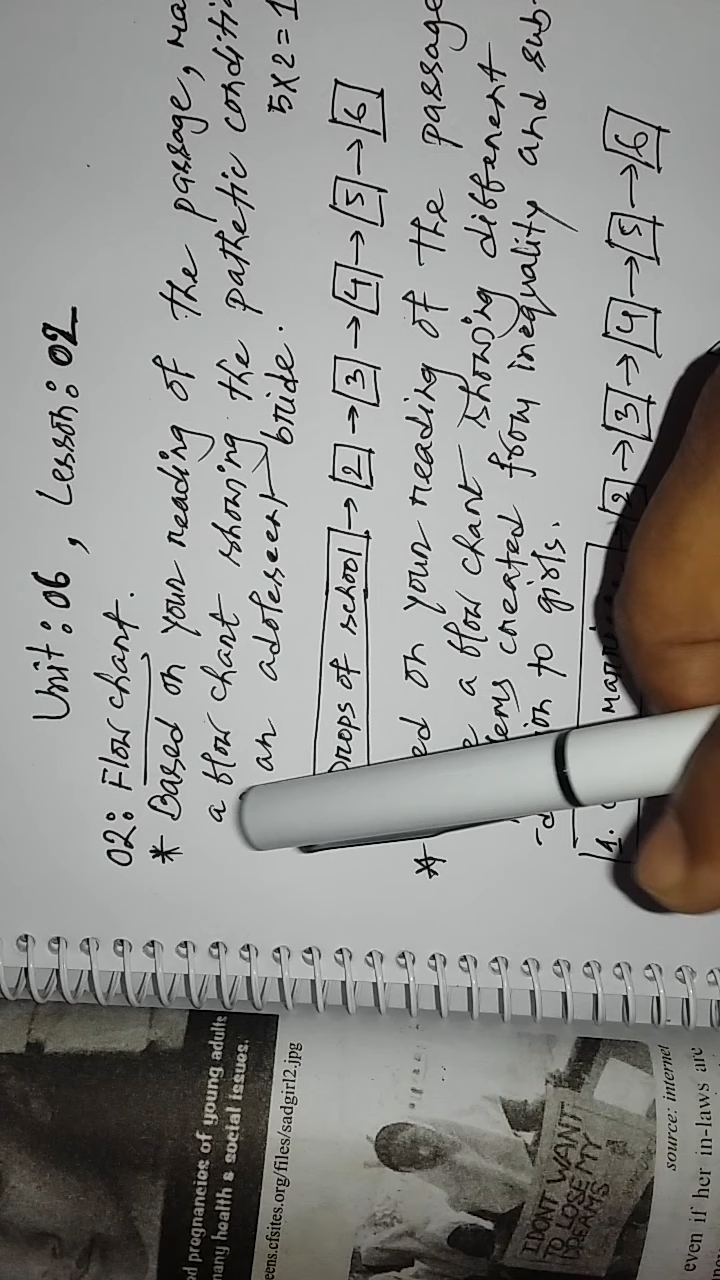 Unit: 06, Lesson: 02
02: Flow chart.
* Based on your reading of the passage,
a flow chart showing the pathetic
an adolescent bride. 5x2=1
Drops of school → 2 → 3 → 4 → 5 → 6
* on your reading of the passage
a flow chart showing different
created from inequality and sub-
to girls.
1. → 2 → 3 → 4 → 5 → 6
pregnancies of young adults
many health & social issues.
eens.cfsites.org/files/sadgirl2.jpg
I DONT WANT
TO LOSE MY
DREAMS
source: internet
even if her in-laws are